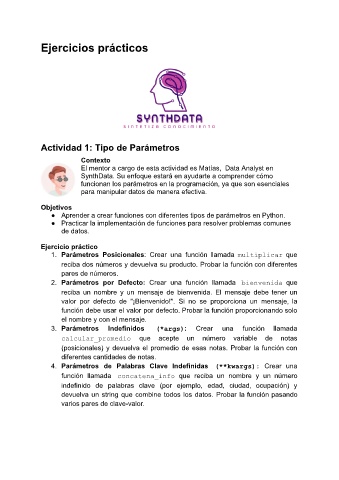 Ejercicios prácticos
SYNTHDATA
SINTETIZA CONOCIMIENTO
Actividad 1: Tipo de Parámetros
Contexto
El mentor a cargo de esta actividad es Matías, Data Analyst en
SynthData. Su enfoque estará en ayudarte a comprender cómo
funcionan los parámetros en la programación, ya que son esenciales
para manipular datos de manera efectiva.
Objetivos
● Aprender a crear funciones con diferentes tipos de parámetros en Python.
● Practicar la implementación de funciones para resolver problemas comunes
de datos.
Ejercicio práctico
1. Parámetros Posicionales: Crear una función llamada multiplicar que
reciba dos números y devuelva su producto. Probar la función con diferentes
pares de números.
2. Parámetros por Defecto: Crear una función llamada bienvenida que
reciba un nombre y un mensaje de bienvenida. El mensaje debe tener un
valor por defecto de "¡Bienvenido!". Si no se proporciona un mensaje, la
función debe usar el valor por defecto. Probar la función proporcionando solo
el nombre y con el mensaje.
3. Parámetros Indefinidos (*args): Crear una función llamada
calcular_promedio que acepte un número variable de notas
(posicionales) y devuelva el promedio de esas notas. Probar la función con
diferentes cantidades de notas.
4. Parámetros de Palabras Clave Indefinidas (**kwargs): Crear una
función llamada concatena_info que reciba un nombre y un número
indefinido de palabras clave (por ejemplo, edad, ciudad, ocupación) y
devuelva un string que combine todos los datos. Probar la función pasando
varios pares de clave-valor.